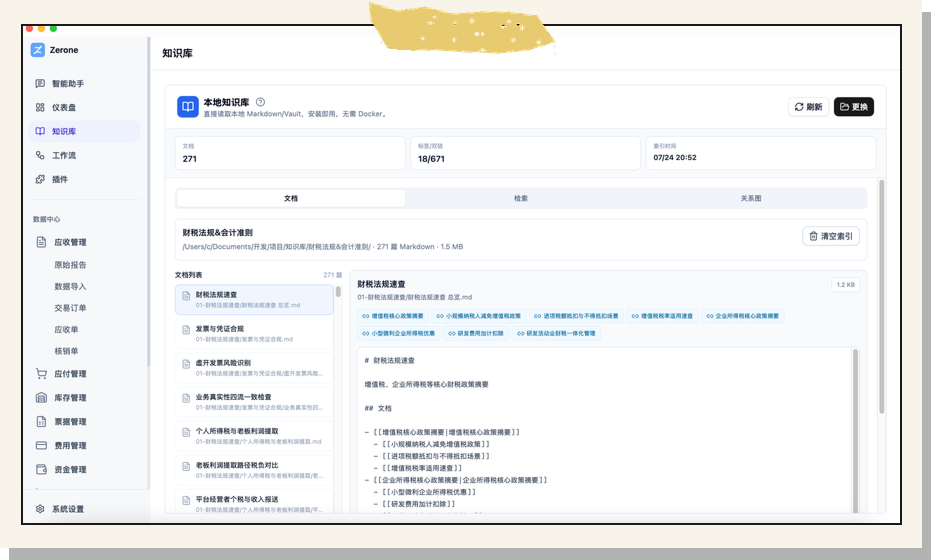 Zerone
智能助手
仪表盘
知识库
工作流
插件
数据中心
应收管理
原始报告
数据导入
交易订单
应收单
核销单
应付管理
库存管理
票据管理
费用管理
资金管理
系统设置
知识库
本地知识库
直接读取本地 Markdown/Vault，安装即用，无需 Docker。
刷新
更换
文档
271
标签/双链
18/671
索引时间
07/24 20:52
文档
检索
关系图
财税法规&会计准则
/Users/c/Documents/开发/项目/知识库/财税法规&会计准则/ · 271 篇 Markdown · 1.5 MB
清空索引
文档列表
271 篇
财税法规速查
01-财税法规速查/财税法规速查 总览.md
发票与凭证合规
01-财税法规速查/发票与凭证合规.md
虚开发票风险识别
01-财税法规速查/发票与凭证合规/虚开发票风险...
业务真实性四流一致检查
01-财税法规速查/发票与凭证合规/业务真实性四...
个人所得税与老板利润提取
01-财税法规速查/个人所得税与老板利润提取.md
老板利润提取路径税负对比
01-财税法规速查/个人所得税与老板利润提取/老...
平台经营者个税与收入报送
01-财税法规速查/个人所得税与老板利润提取/平...
财税法规速查
01-财税法规速查/财税法规速查 总览.md
1.2 KB
增值税核心政策摘要
小规模纳税人减免增值税政策
进项税额抵扣与不得抵扣场景
增值税税率适用速查
企业所得税核心政策摘要
小型微利企业所得税优惠
研发费用加计扣除
研发活动业财税一体化管理
# 财税法规速查
增值税、企业所得税等核心财税政策摘要
## 文档
- [[增值税核心政策摘要|增值税核心政策摘要]]
- [[小规模纳税人减免增值税政策]]
- [[进项税额抵扣与不得抵扣场景]]
- [[增值税税率适用速查]]
- [[企业所得税核心政策摘要|企业所得税核心政策摘要]]
- [[小型微利企业所得税优惠]]
- [[研发费用加计扣除]]